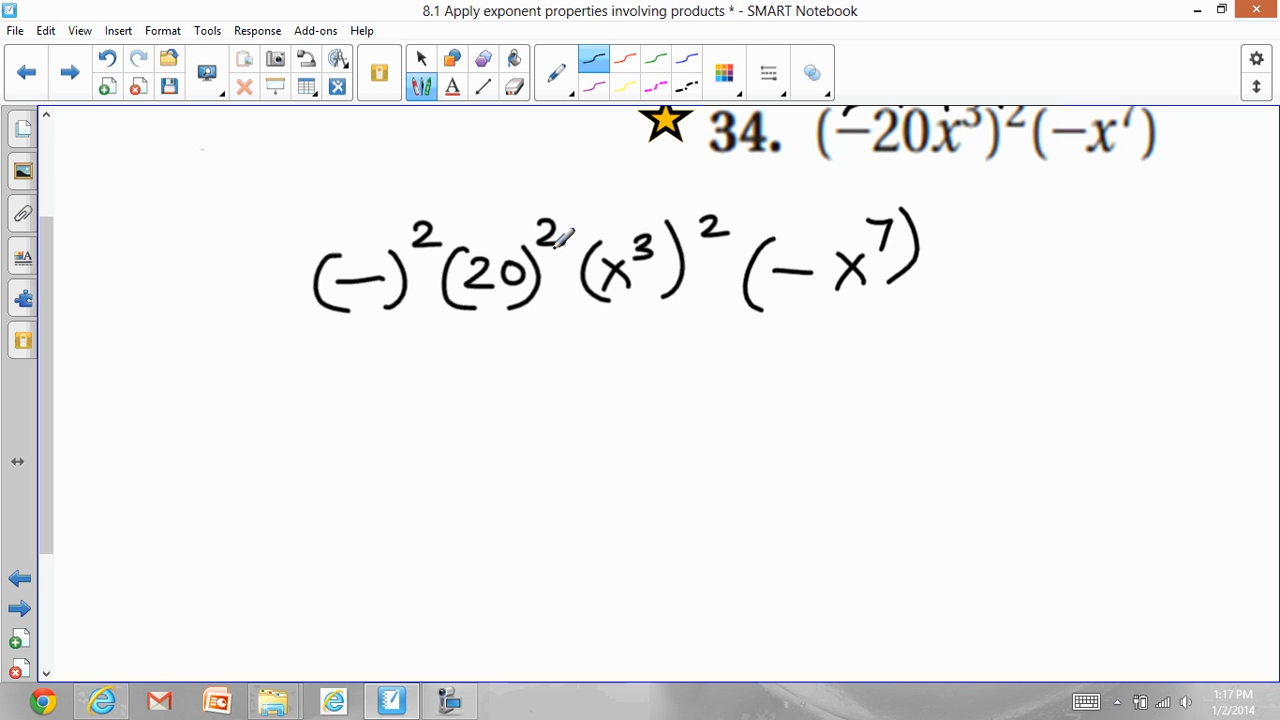 8.1 Apply exponent properties involving products * - SMART Notebook
File Edit View Insert Format Tools Response Add-ons Help
34. (−20x³)²(−x⁷)
(−)² (20)² (x³)² (−x⁷)
1:17 PM
1/2/2014